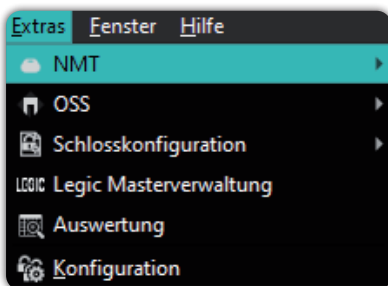 Extras Fenster Hilfe
NMT
OSS
Schlosskonfiguration
LEGIC Legic Masterverwaltung
Auswertung
Konfiguration